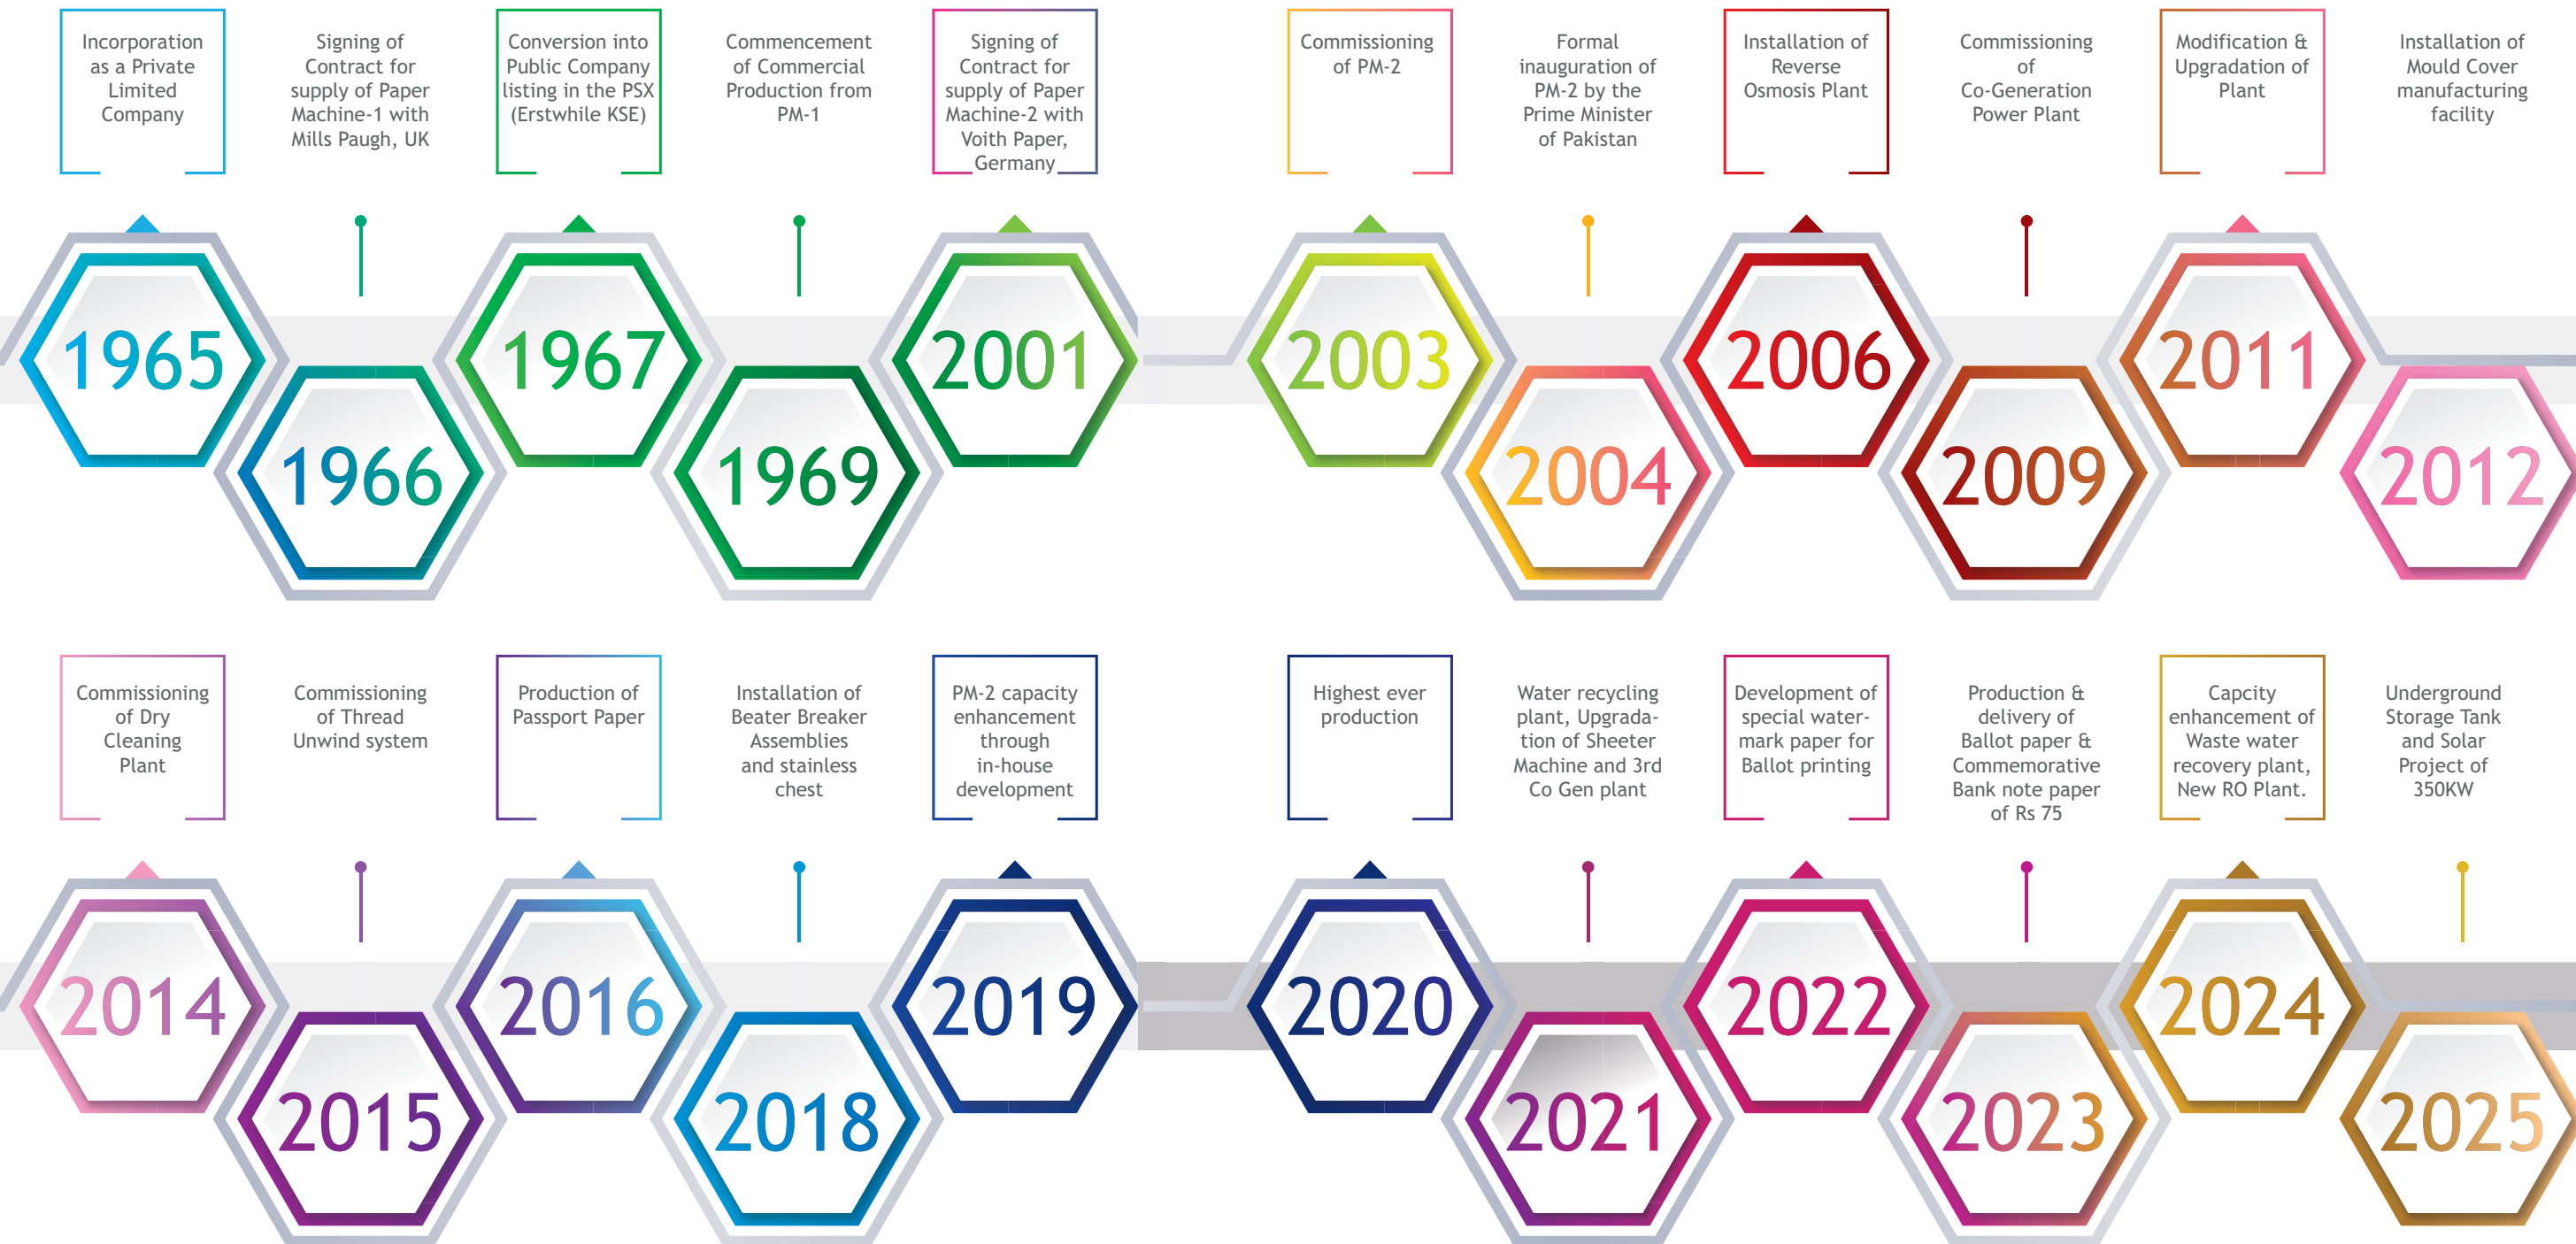 Incorporation
as a Private
Limited
Company
Signing of
Contract for
supply of Paper
Machine-1 with
Mills Paugh, UK
Conversion into
Public Company
listing in the PSX
(Erstwhile KSE)
Commencement
of Commercial
Production from
PM-1
Signing of
Contract for
supply of Paper
Machine-2 with
Voith Paper,
Germany
Commissioning
of PM-2
Formal
inauguration of
PM-2 by the
Prime Minister
of Pakistan
Installation of
Reverse
Osmosis Plant
Commissioning
of
Co-Generation
Power Plant
Modification &
Upgradation of
Plant
Installation of
Mould Cover
manufacturing
facility
1965
1966
1967
1969
2001
2003
2004
2006
2009
2011
2012
Commissioning
of Dry
Cleaning
Plant
Commissioning
of Thread
Unwind system
Production of
Passport Paper
Installation of
Beater Breaker
Assemblies
and stainless
chest
PM-2 capacity
enhancement
through
in-house
development
Highest ever
production
Water recycling
plant, Upgrada-
tion of Sheeter
Machine and 3rd
Co Gen plant
Development of
special water-
mark paper for
Ballot printing
Production &
delivery of
Ballot paper &
Commemorative
Bank note paper
of Rs 75
Capcity
enhancement of
Waste water
recovery plant,
New RO Plant.
Underground
Storage Tank
and Solar
Project of
350KW
2014
2015
2016
2018
2019
2020
2021
2022
2023
2024
2025